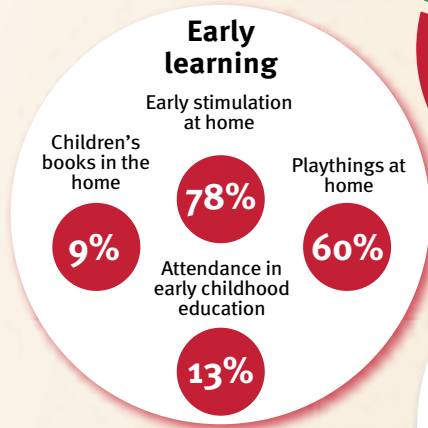 Early
learning
Early stimulation
at home
78%
Children’s
books in the
home
9%
Playthings at
home
60%
Attendance in
early childhood
education
13%